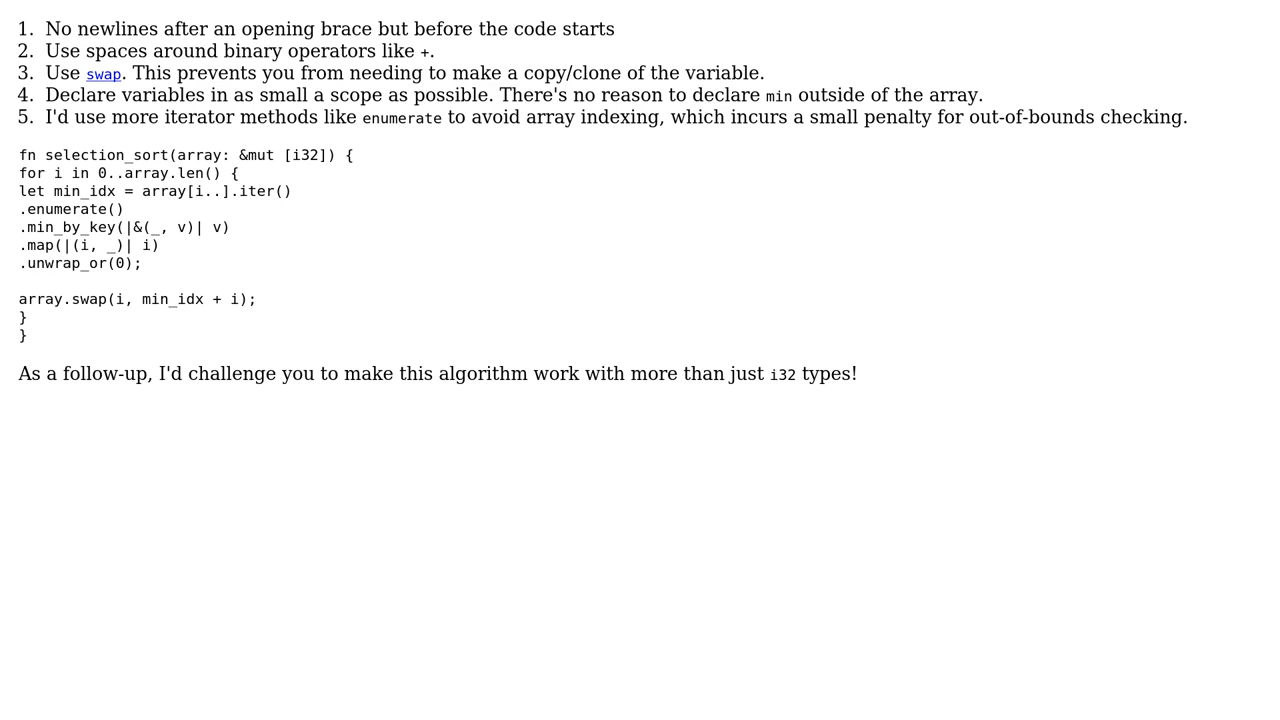 1. No newlines after an opening brace but before the code starts
2. Use spaces around binary operators like +.
3. Use swap. This prevents you from needing to make a copy/clone of the variable.
4. Declare variables in as small a scope as possible. There's no reason to declare min outside of the array.
5. I'd use more iterator methods like enumerate to avoid array indexing, which incurs a small penalty for out-of-bounds checking.
fn selection_sort(array: &mut [i32]) {
for i in 0..array.len() {
let min_idx = array[i..].iter()
.enumerate()
.min_by_key(|&(_, v)| v)
.map(|(i, _)| i)
.unwrap_or(0);
array.swap(i, min_idx + i);
}
}
As a follow-up, I'd challenge you to make this algorithm work with more than just i32 types!